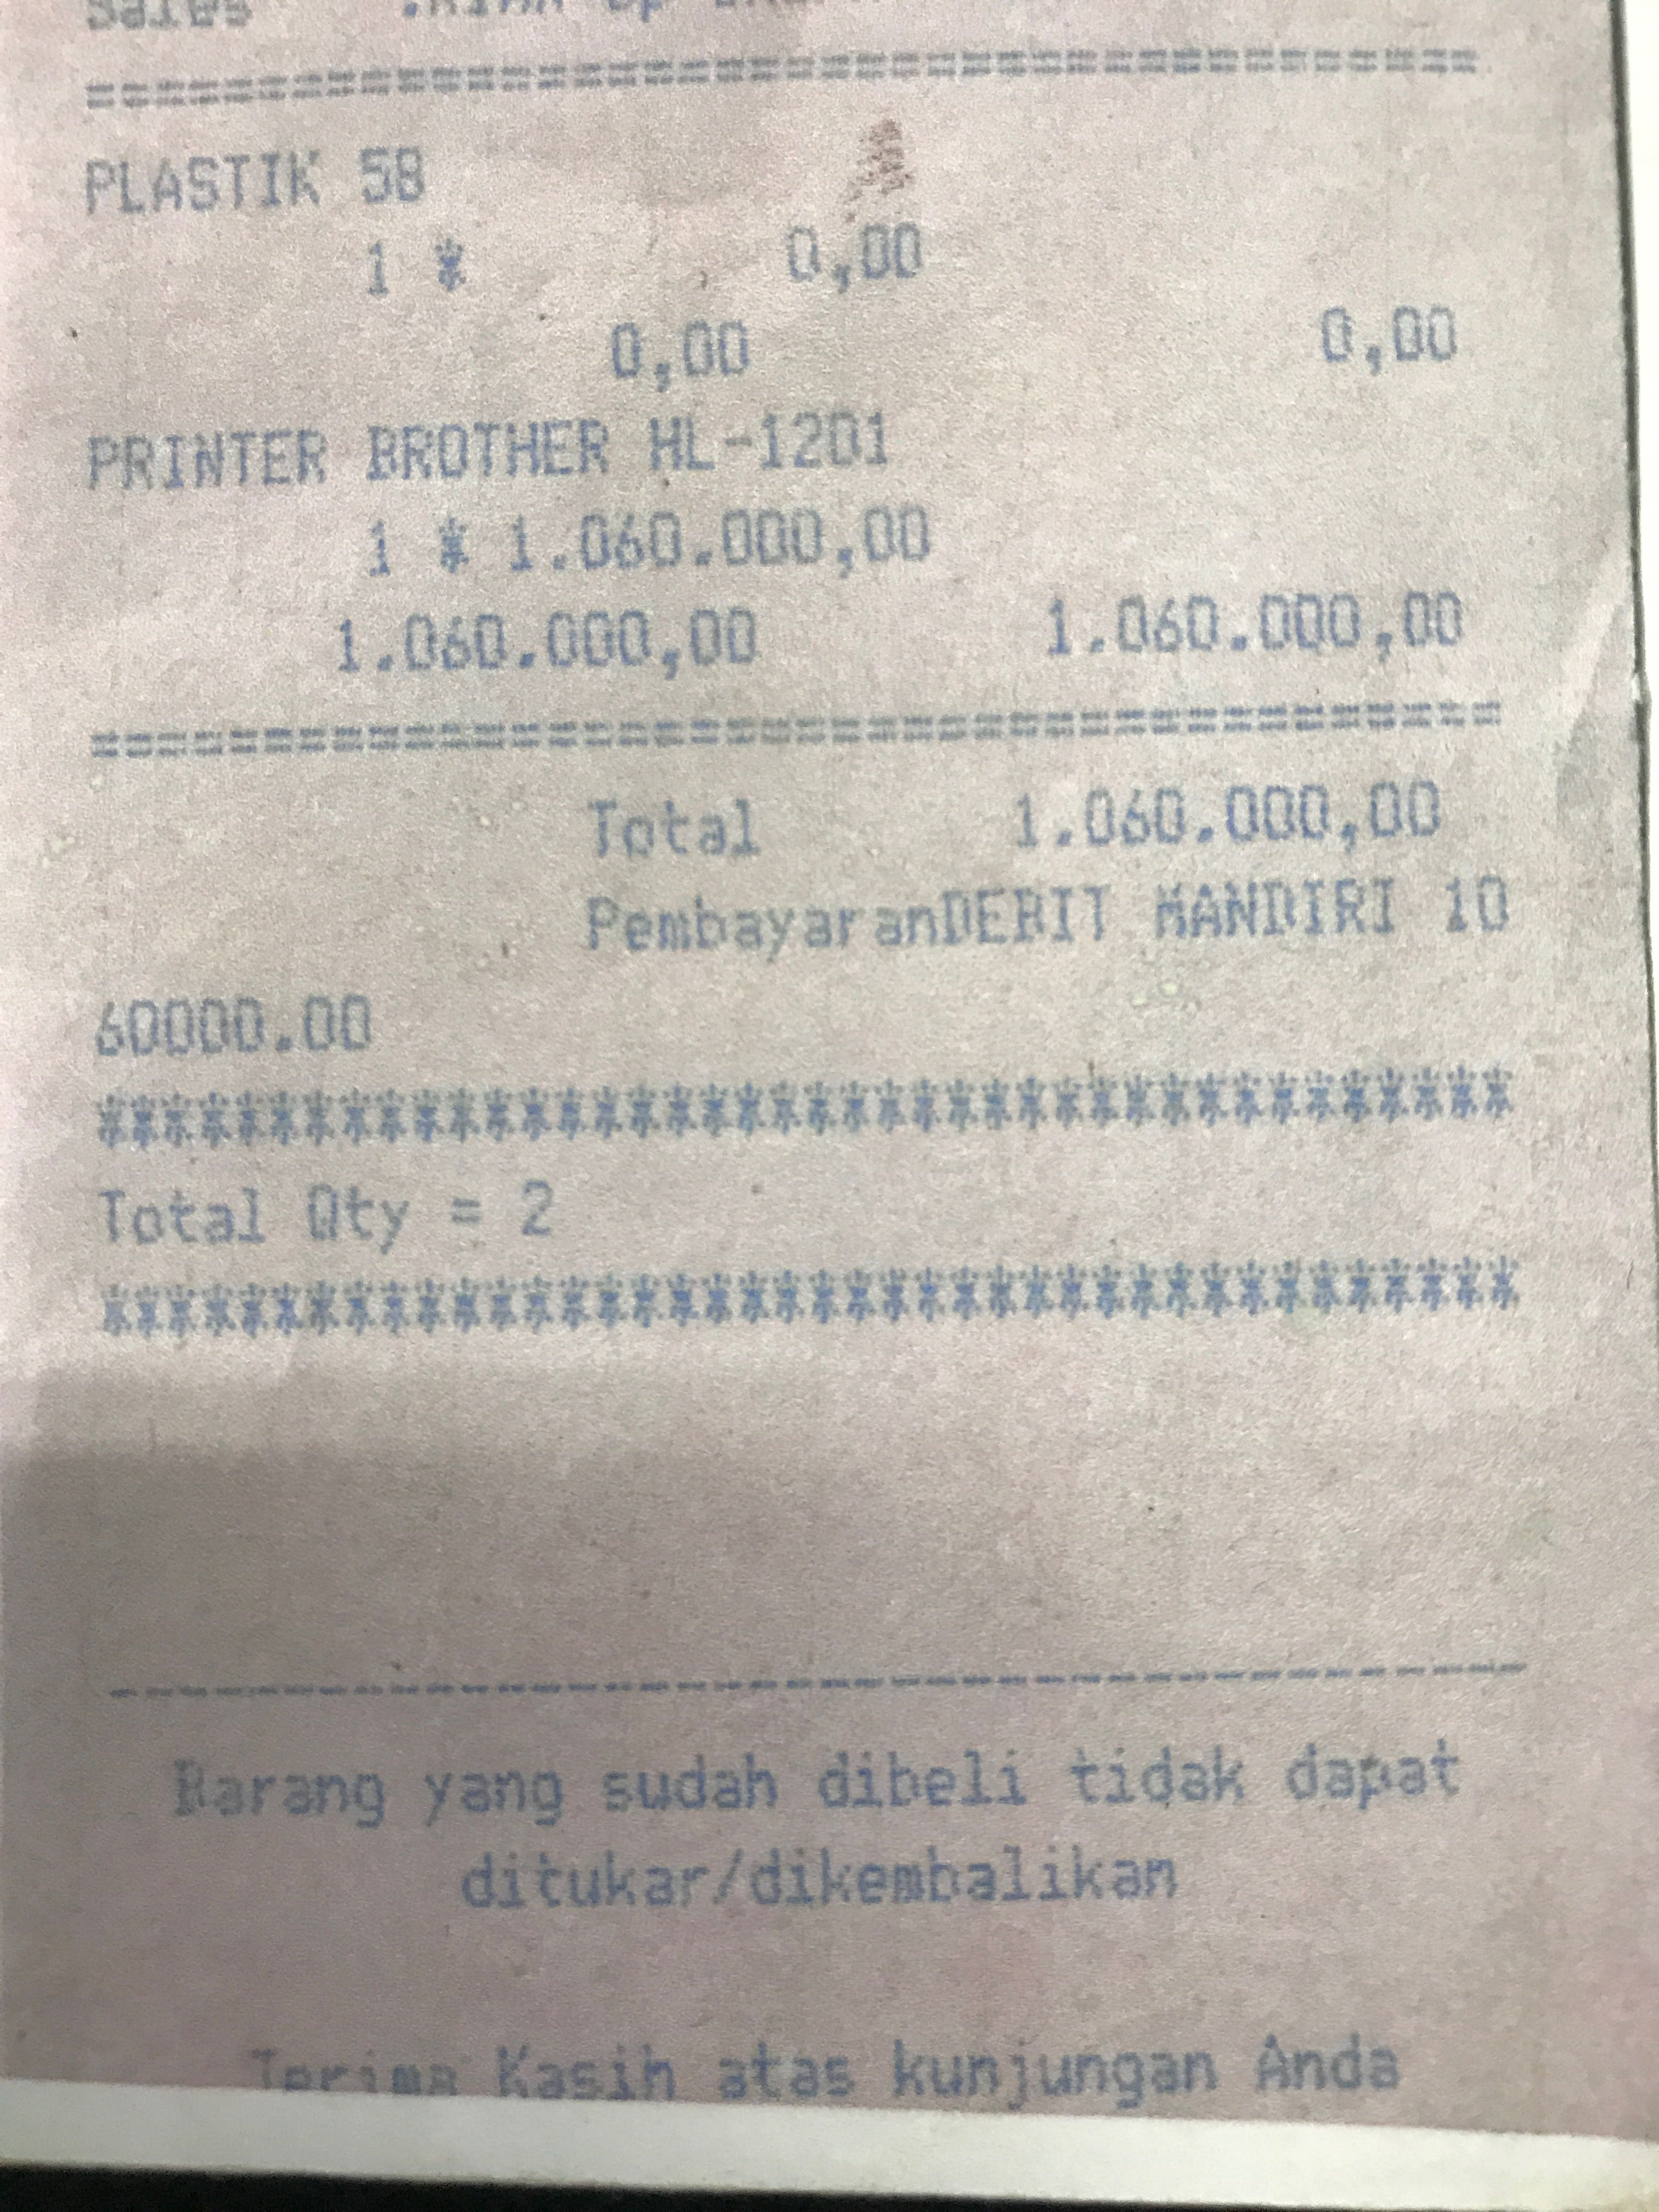 Sales
==========================================
PLASTIK 58
1 * 0,00
0,00 0,00
PRINTER BROTHER HL-1201
1 * 1.060.000,00
1.060.000,00 1.060.000,00
==========================================
Total 1.060.000,00
PembayaranDEBIT MANDIRI 10
60000.00
****************************************
Total Qty = 2
****************************************
----------------------------------------
Barang yang sudah dibeli tidak dapat
ditukar/dikembalikan
Terima Kasih atas kunjungan Anda